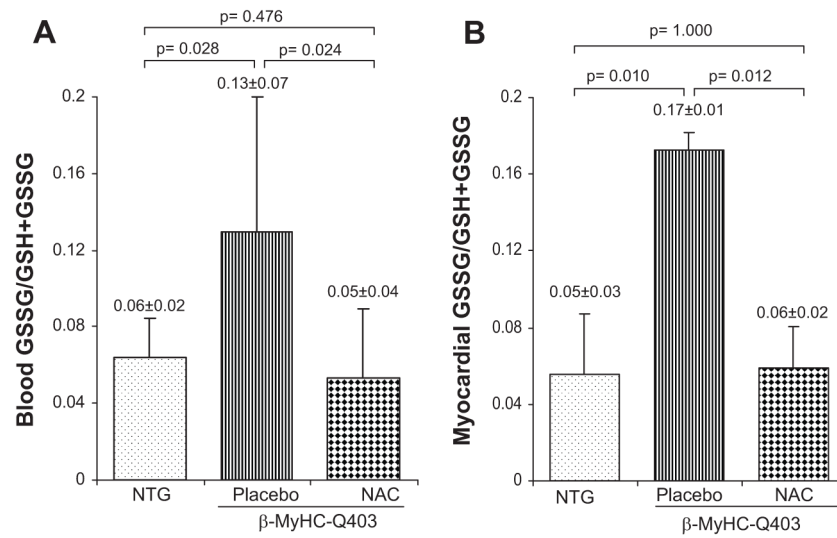 A
p= 0.476
p= 0.028
p= 0.024
0.13±0.07
0.2
0.16
0.12
0.08
0.04
0
Blood GSSG/GSH+GSSG
0.06±0.02
0.05±0.04
NTG
Placebo
NAC
β-MyHC-Q403
B
p= 1.000
p= 0.010
p= 0.012
0.17±0.01
0.2
0.16
0.12
0.08
0.04
0
Myocardial GSSG/GSH+GSSG
0.05±0.03
0.06±0.02
NTG
Placebo
NAC
β-MyHC-Q403